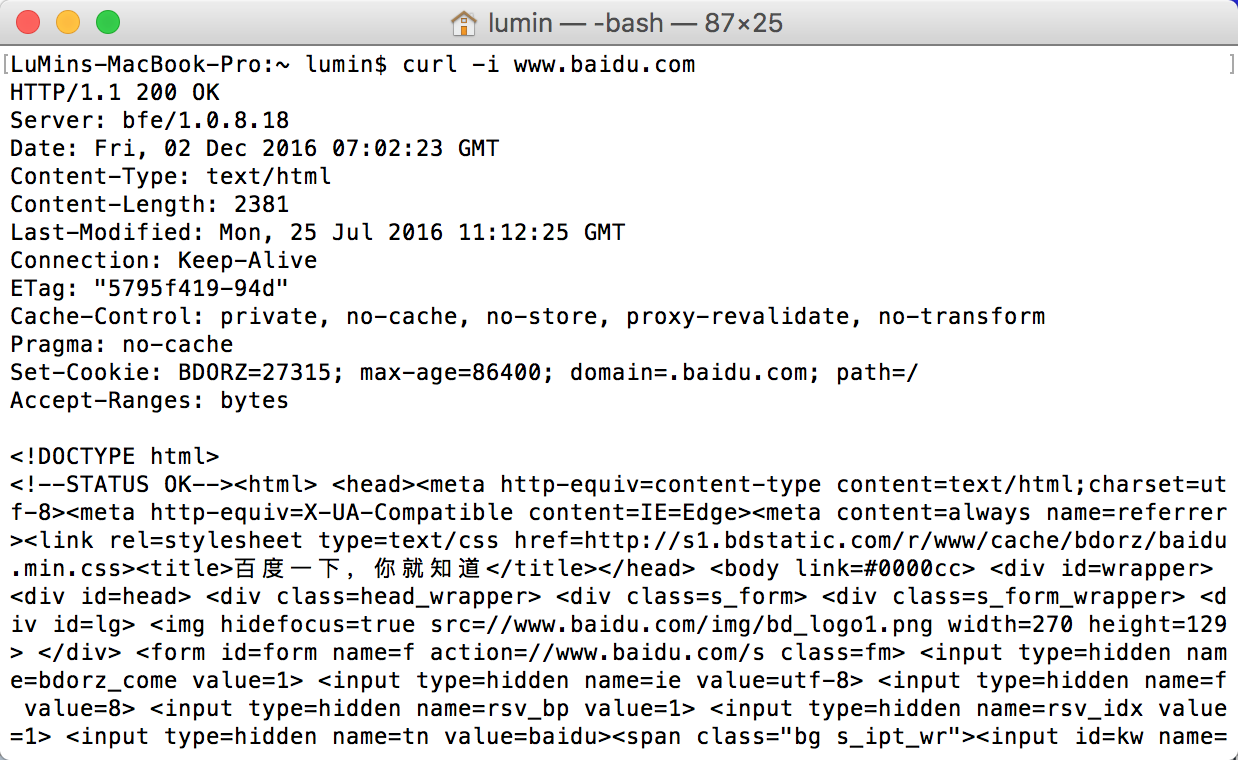 lumin — -bash — 87×25
[LuMins-MacBook-Pro:~ lumin$ curl -i www.baidu.com ]
HTTP/1.1 200 OK
Server: bfe/1.0.8.18
Date: Fri, 02 Dec 2016 07:02:23 GMT
Content-Type: text/html
Content-Length: 2381
Last-Modified: Mon, 25 Jul 2016 11:12:25 GMT
Connection: Keep-Alive
ETag: "5795f419-94d"
Cache-Control: private, no-cache, no-store, proxy-revalidate, no-transform
Pragma: no-cache
Set-Cookie: BDORZ=27315; max-age=86400; domain=.baidu.com; path=/
Accept-Ranges: bytes

<!DOCTYPE html>
<!--STATUS OK--><html> <head><meta http-equiv=content-type content=text/html;charset=ut
f-8><meta http-equiv=X-UA-Compatible content=IE=Edge><meta content=always name=referrer
><link rel=stylesheet type=text/css href=http://s1.bdstatic.com/r/www/cache/bdorz/baidu
.min.css><title>百度一下，你就知道</title></head> <body link=#0000cc> <div id=wrapper>
<div id=head> <div class=head_wrapper> <div class=s_form> <div class=s_form_wrapper> <d
iv id=lg> <img hidefocus=true src=//www.baidu.com/img/bd_logo1.png width=270 height=129
> </div> <form id=form name=f action=//www.baidu.com/s class=fm> <input type=hidden nam
e=bdorz_come value=1> <input type=hidden name=ie value=utf-8> <input type=hidden name=f
 value=8> <input type=hidden name=rsv_bp value=1> <input type=hidden name=rsv_idx value
=1> <input type=hidden name=tn value=baidu><span class="bg s_ipt_wr"><input id=kw name=